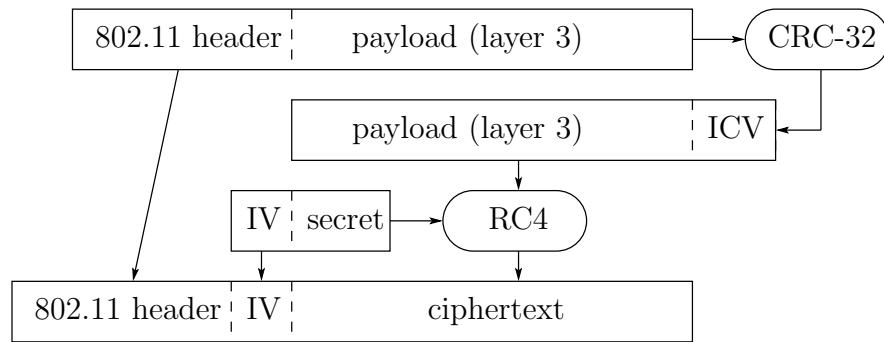 802.11 header payload (layer 3) CRC-32
payload (layer 3) ICV
IV secret RC4
802.11 header IV ciphertext